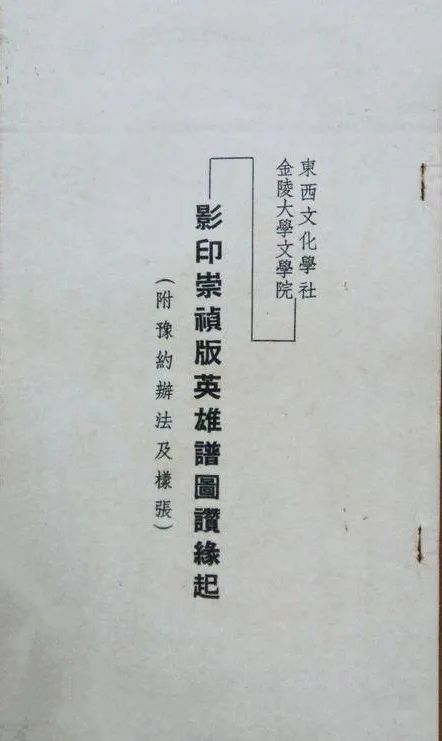 東西文化學社
金陵大學文學院
影印崇禎版英雄譜圖讚緣起
(附豫約辦法及樣張)